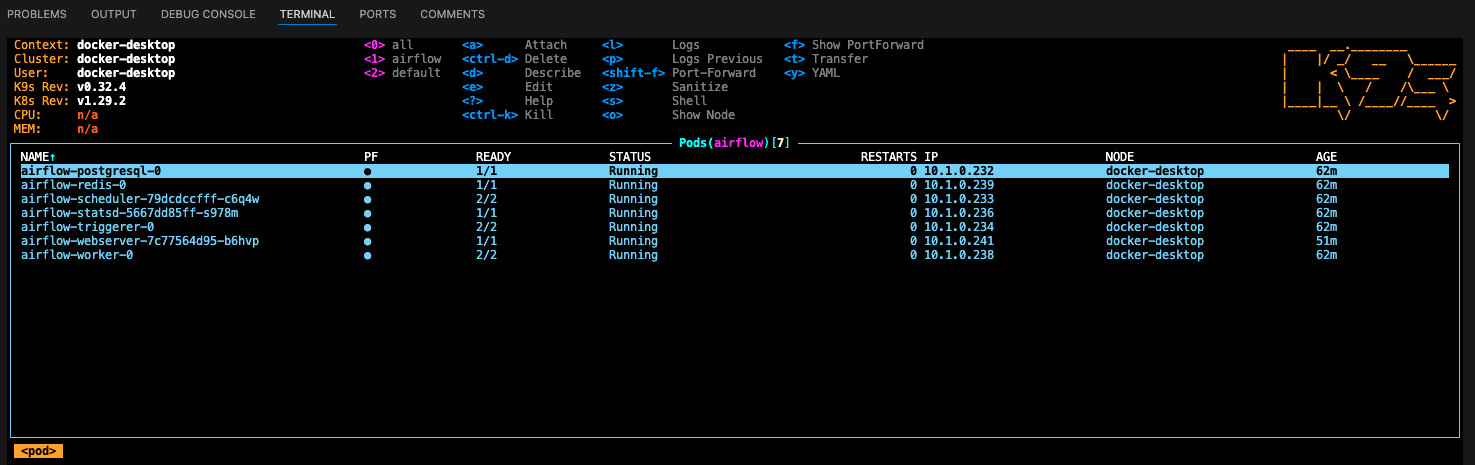 PROBLEMS OUTPUT DEBUG CONSOLE TERMINAL PORTS COMMENTS
Context: docker-desktop <0> all <a> Attach <l> Logs <f> Show PortForward
Cluster: docker-desktop <1> airflow <ctrl-d> Delete <p> Logs Previous <t> Transfer
User: docker-desktop <2> default <d> Describe <shift-f> Port-Forward <y> YAML
K9s Rev: v0.32.4 <e> Edit <z> Sanitize
K8s Rev: v1.29.2 <?> Help <s> Shell
CPU: n/a <ctrl-k> Kill <o> Show Node
MEM: n/a
Pods(airflow)[7]
NAME↑ PF READY STATUS RESTARTS IP NODE AGE
airflow-postgresql-0 ● 1/1 Running 0 10.1.0.232 docker-desktop 62m
airflow-redis-0 ● 1/1 Running 0 10.1.0.239 docker-desktop 62m
airflow-scheduler-79dcdccfff-c6q4w ● 2/2 Running 0 10.1.0.233 docker-desktop 62m
airflow-statsd-5667dd85ff-s978m ● 1/1 Running 0 10.1.0.236 docker-desktop 62m
airflow-triggerer-0 ● 2/2 Running 0 10.1.0.234 docker-desktop 62m
airflow-webserver-7c77564d95-b6hvp ● 1/1 Running 0 10.1.0.241 docker-desktop 51m
airflow-worker-0 ● 2/2 Running 0 10.1.0.238 docker-desktop 62m
<pod>